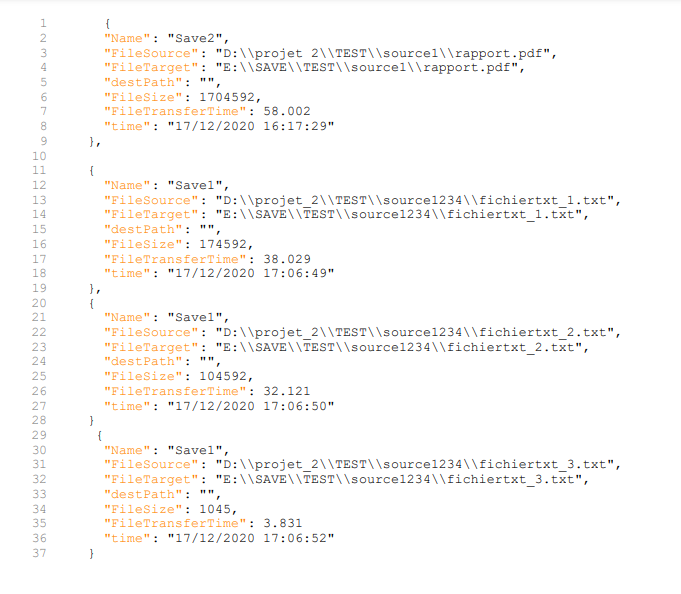 1 {
2 "Name": "Save2",
3 "FileSource": "D:\\projet 2\\TEST\\source1\\rapport.pdf",
4 "FileTarget": "E:\\SAVE\\TEST\\source1\\rapport.pdf",
5 "destPath": "",
6 "FileSize": 1704592,
7 "FileTransferTime": 58.002
8 "time": "17/12/2020 16:17:29"
9 },
10
11 {
12 "Name": "Save1",
13 "FileSource": "D:\\projet_2\\TEST\\source1234\\fichiertxt_1.txt",
14 "FileTarget": "E:\\SAVE\\TEST\\source1234\\fichiertxt_1.txt",
15 "destPath": "",
16 "FileSize": 174592,
17 "FileTransferTime": 38.029
18 "time": "17/12/2020 17:06:49"
19 },
20 {
21 "Name": "Save1",
22 "FileSource": "D:\\projet_2\\TEST\\source1234\\fichiertxt_2.txt",
23 "FileTarget": "E:\\SAVE\\TEST\\source1234\\fichiertxt_2.txt",
24 "destPath": "",
25 "FileSize": 104592,
26 "FileTransferTime": 32.121
27 "time": "17/12/2020 17:06:50"
28 }
29 {
30 "Name": "Save1",
31 "FileSource": "D:\\projet_2\\TEST\\source1234\\fichiertxt_3.txt",
32 "FileTarget": "E:\\SAVE\\TEST\\source1234\\fichiertxt_3.txt",
33 "destPath": "",
34 "FileSize": 1045,
35 "FileTransferTime": 3.831
36 "time": "17/12/2020 17:06:52"
37 }